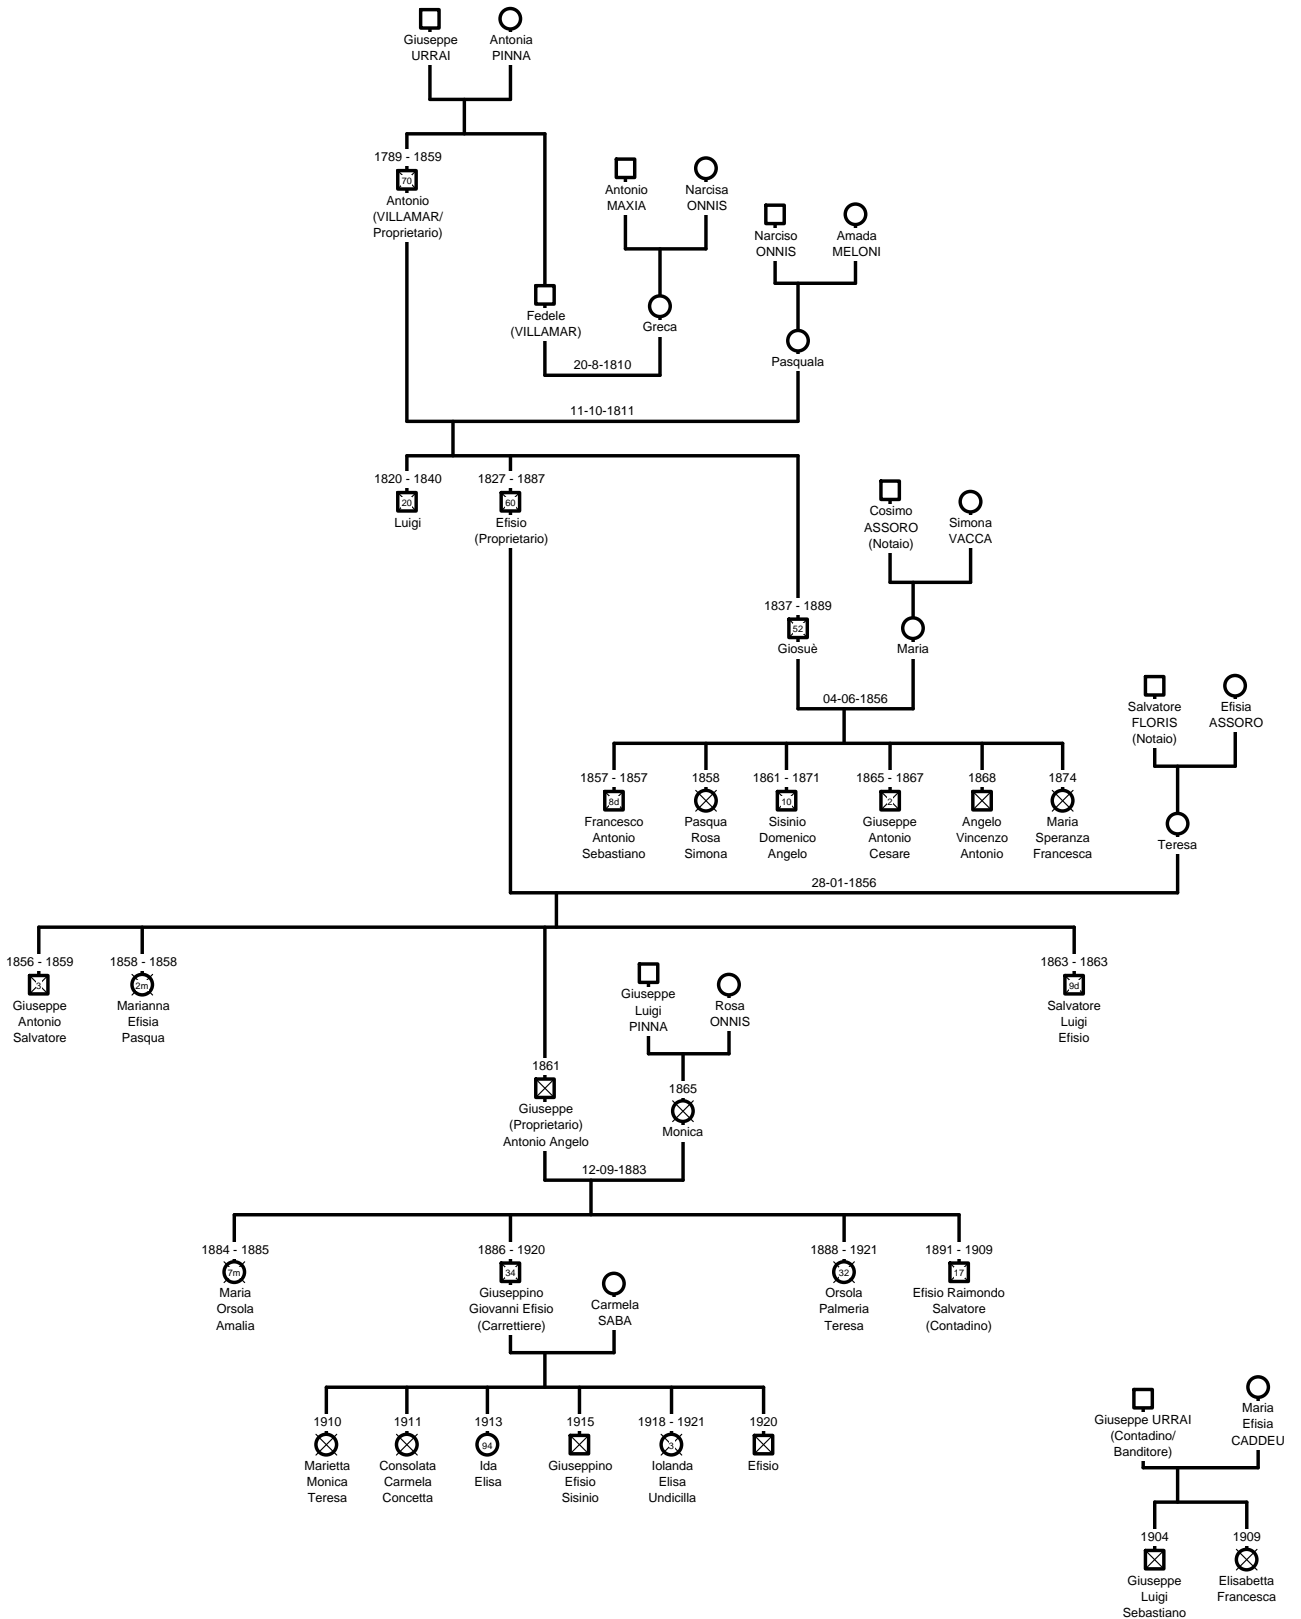 Giuseppe
URRAI
Antonia
PINNA
1789 - 1859
70
Antonio
(VILLAMAR/
Proprietario)
Antonio
MAXIA
Narcisa
ONNIS
Narciso
ONNIS
Amada
MELONI
Fedele
(VILLAMAR)
Greca
20-8-1810
Pasquala
11-10-1811
1820 - 1840
20
Luigi
1827 - 1887
60
Efisio
(Proprietario)
Cosimo
ASSORO
(Notaio)
Simona
VACCA
1837 - 1889
52
Giosuè
Maria
04-06-1856
Salvatore
FLORIS
(Notaio)
Efisia
ASSORO
1857 - 1857
8d
Francesco
Antonio
Sebastiano
1858
Pasqua
Rosa
Simona
1861 - 1871
10
Sisinio
Domenico
Angelo
1865 - 1867
2
Giuseppe
Antonio
Cesare
1868
Angelo
Vincenzo
Antonio
1874
Maria
Speranza
Francesca
Teresa
28-01-1856
1856 - 1859
3
Giuseppe
Antonio
Salvatore
1858 - 1858
2m
Marianna
Efisia
Pasqua
Giuseppe
Luigi
PINNA
Rosa
ONNIS
1863 - 1863
9d
Salvatore
Luigi
Efisio
1861
Giuseppe
(Proprietario)
Antonio Angelo
1865
Monica
12-09-1883
1884 - 1885
7m
Maria
Orsola
Amalia
1886 - 1920
34
Giuseppino
Giovanni Efisio
(Carrettiere)
Carmela
SABA
1888 - 1921
32
Orsola
Palmeria
Teresa
1891 - 1909
17
Efisio Raimondo
Salvatore
(Contadino)
1910
Marietta
Monica
Teresa
1911
Consolata
Carmela
Concetta
1913
94
Ida
Elisa
1915
Giuseppino
Efisio
Sisinio
1918 - 1921
3
Iolanda
Elisa
Undicilla
1920
Efisio
Giuseppe URRAI
(Contadino/
Banditore)
Maria
Efisia
CADDEU
1904
Giuseppe
Luigi
Sebastiano
1909
Elisabetta
Francesca